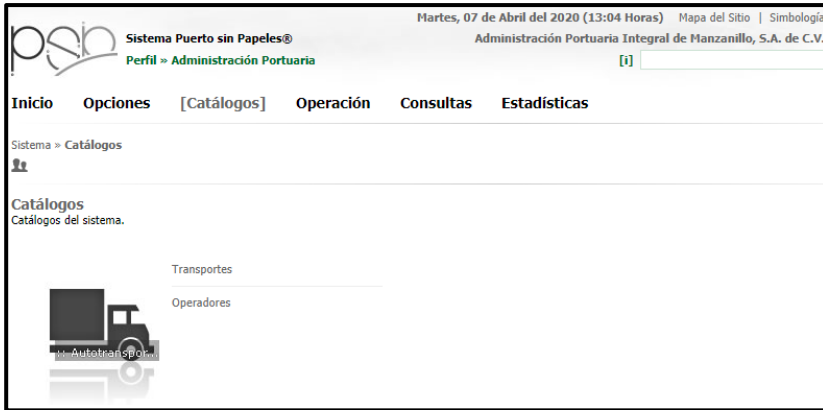 Martes, 07 de Abril del 2020 (13:04 Horas) Mapa del Sitio | Simbología
psp Sistema Puerto sin Papeles® Administración Portuaria Integral de Manzanillo, S.A. de C.V.
Perfil » Administración Portuaria [i]
Inicio Opciones [Catálogos] Operación Consultas Estadísticas
Sistema » Catálogos
Catálogos
Catálogos del sistema.
Transportes
Operadores
:: Autotranspor...